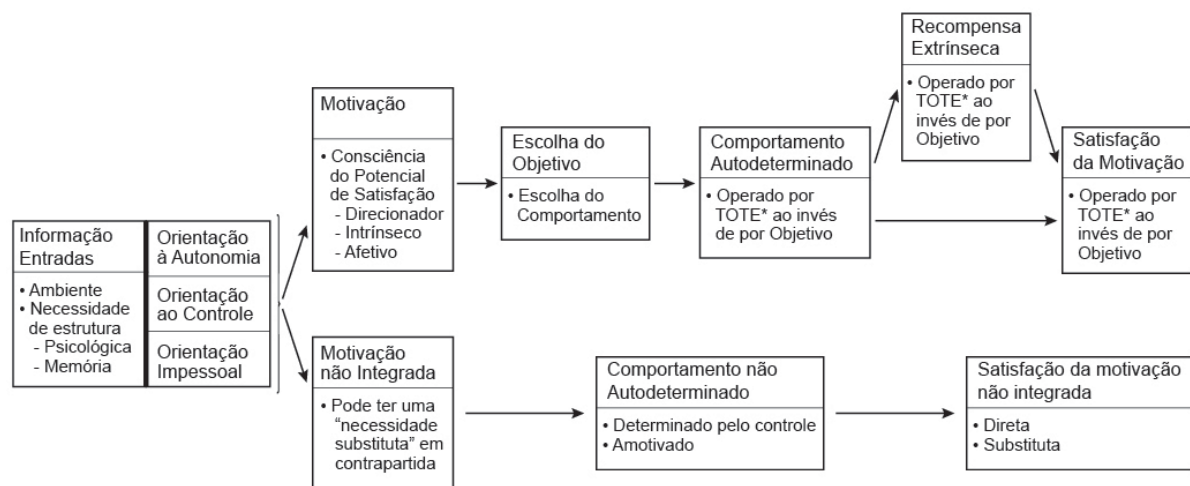 Informação
Entradas
• Ambiente
• Necessidade
de estrutura
- Psicológica
- Memória
Orientação
à Autonomia
Orientação
ao Controle
Orientação
Impessoal
Motivação
• Consciência
do Potencial
de Satisfação
- Direcionador
- Intrínseco
- Afetivo
Escolha do
Objetivo
• Escolha do
Comportamento
Comportamento
Autodeterminado
• Operado por
TOTE* ao invés
de por Objetivo
Recompensa
Extrínseca
• Operado por
TOTE* ao
invés de por
Objetivo
Satisfação
da Motivação
• Operado por
TOTE* ao
invés de por
Objetivo
Motivação
não Integrada
• Pode ter uma
“necessidade
substituta” em
contrapartida
Comportamento não
Autodeterminado
• Determinado pelo controle
• Amotivado
Satisfação da motivação
não integrada
• Direta
• Substituta